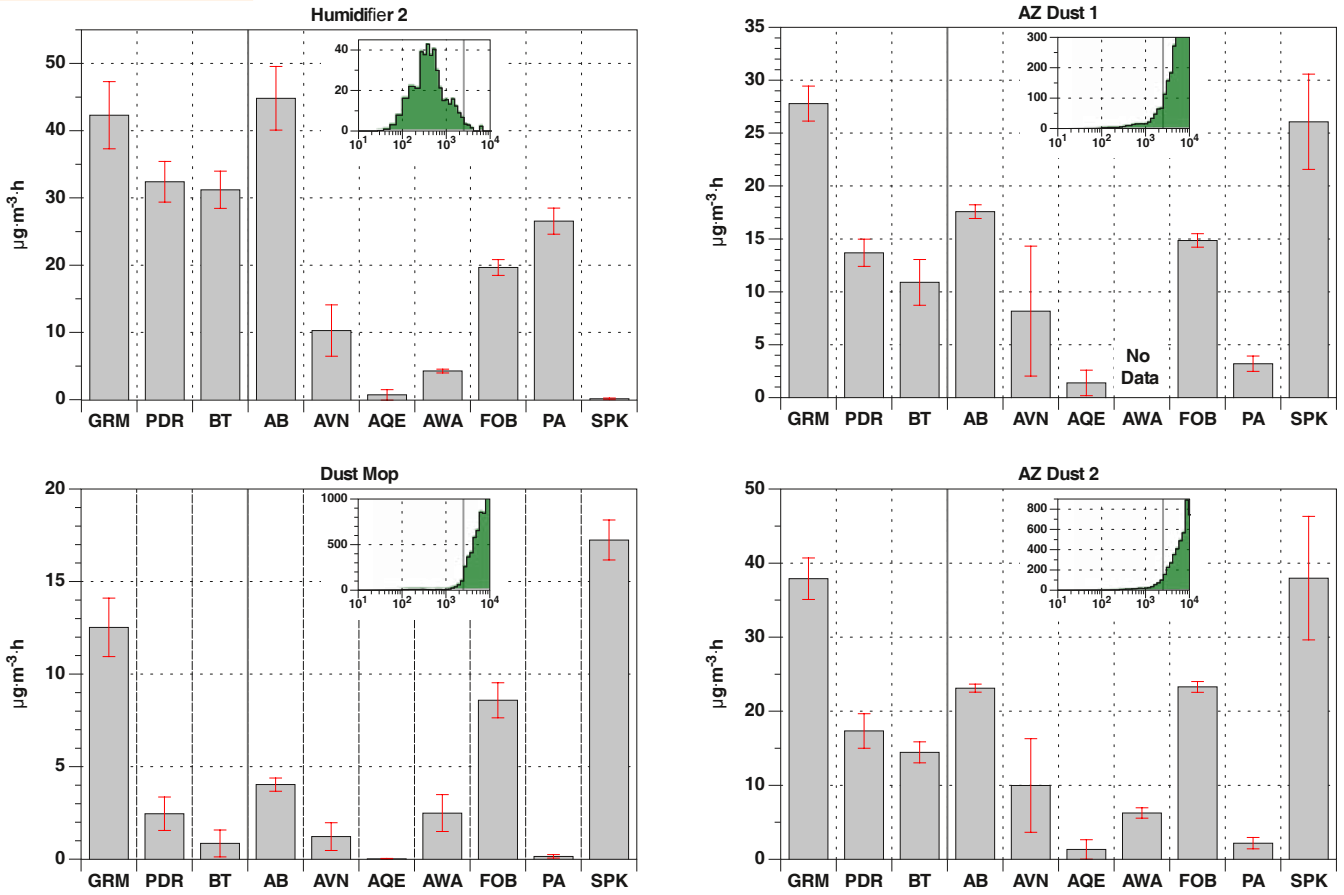 Humidifier 2
µg·m⁻³·h
50
40
30
20
10
0
40
20
0
10¹ 10² 10³ 10⁴
GRM PDR BT AB AVN AQE AWA FOB PA SPK
AZ Dust 1
µg·m⁻³·h
35
30
25
20
15
10
5
0
300
200
100
0
10¹ 10² 10³ 10⁴
No
Data
GRM PDR BT AB AVN AQE AWA FOB PA SPK
Dust Mop
µg·m⁻³·h
20
15
10
5
0
1000
500
0
10¹ 10² 10³ 10⁴
GRM PDR BT AB AVN AQE AWA FOB PA SPK
AZ Dust 2
µg·m⁻³·h
50
40
30
20
10
0
800
600
400
200
0
10¹ 10² 10³ 10⁴
GRM PDR BT AB AVN AQE AWA FOB PA SPK